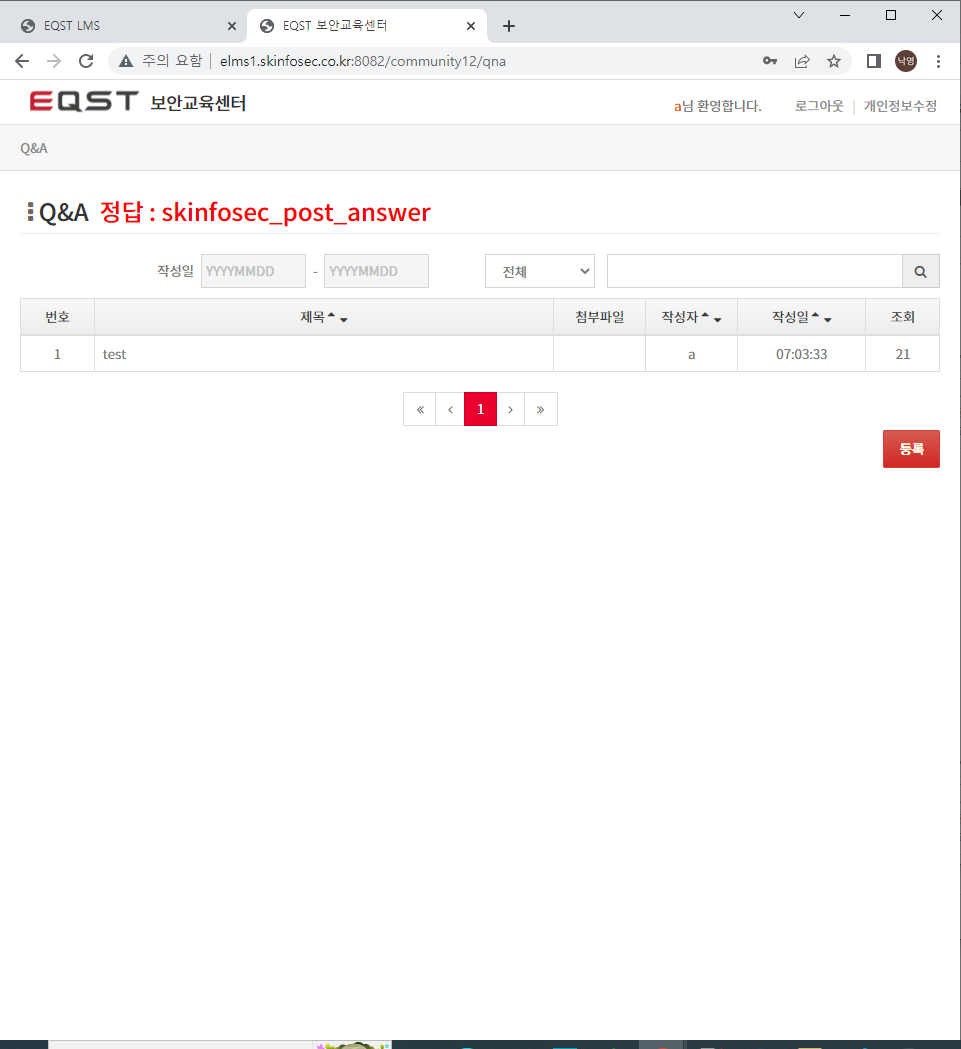 EQST LMS
EQST 보안교육센터
주의 요함 | elms1.skinfosec.co.kr:8082/community12/qna
낙영
EQST 보안교육센터
a님 환영합니다. 로그아웃 | 개인정보수정
Q&A
Q&A 정답 : skinfosec_post_answer
작성일 YYYYMMDD - YYYYMMDD 전체
번호 제목 첨부파일 작성자 작성일 조회
1 test a 07:03:33 21
« ‹ 1 › »
등록